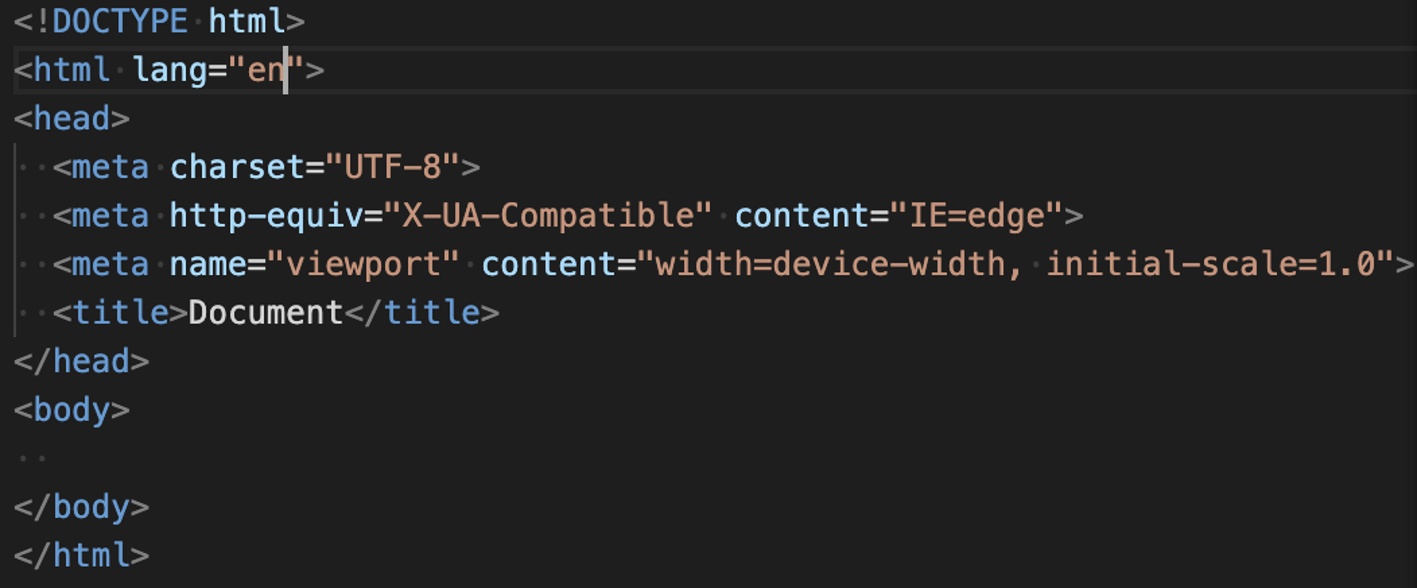 <!DOCTYPE html>
<html lang="en">
<head>
  <meta charset="UTF-8">
  <meta http-equiv="X-UA-Compatible" content="IE=edge">
  <meta name="viewport" content="width=device-width, initial-scale=1.0">
  <title>Document</title>
</head>
<body>
  
</body>
</html>